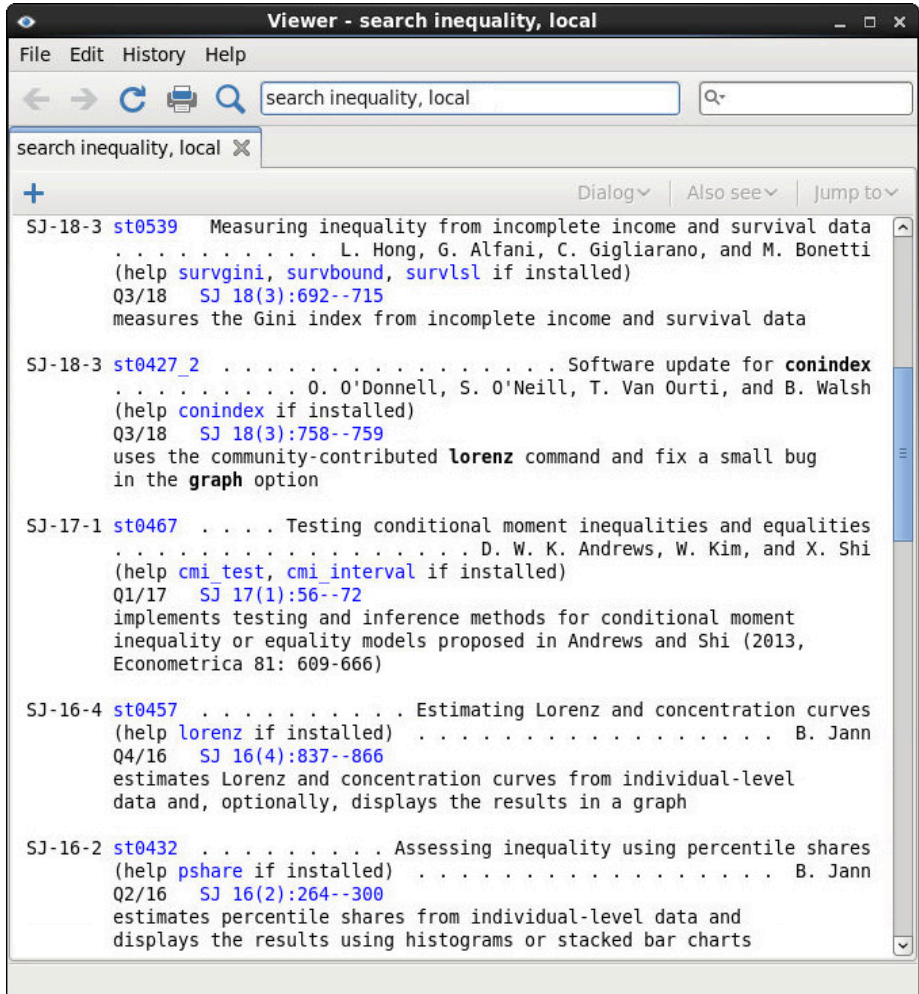 Viewer - search inequality, local
File Edit History Help
search inequality, local
search inequality, local
Dialog Also see Jump to
SJ-18-3 st0539   Measuring inequality from incomplete income and survival data
. . . . . . . . . . L. Hong, G. Alfani, C. Gigliarano, and M. Bonetti
(help survgini, survbound, survlsl if installed)
Q3/18   SJ 18(3):692--715
measures the Gini index from incomplete income and survival data
SJ-18-3 st0427_2  . . . . . . . . . . . . . . . . Software update for conindex
. . . . . . . . . O. O'Donnell, S. O'Neill, T. Van Ourti, and B. Walsh
(help conindex if installed)
Q3/18   SJ 18(3):758--759
uses the community-contributed lorenz command and fix a small bug
in the graph option
SJ-17-1 st0467  . . . . Testing conditional moment inequalities and equalities
. . . . . . . . . . . . . . . . . D. W. K. Andrews, W. Kim, and X. Shi
(help cmi_test, cmi_interval if installed)
Q1/17   SJ 17(1):56--72
implements testing and inference methods for conditional moment
inequality or equality models proposed in Andrews and Shi (2013,
Econometrica 81: 609-666)
SJ-16-4 st0457  . . . . . . . . . . Estimating Lorenz and concentration curves
(help lorenz if installed)  . . . . . . . . . . . . . . . . .  B. Jann
Q4/16   SJ 16(4):837--866
estimates Lorenz and concentration curves from individual-level
data and, optionally, displays the results in a graph
SJ-16-2 st0432  . . . . . . . . . Assessing inequality using percentile shares
(help pshare if installed)  . . . . . . . . . . . . . . . . .  B. Jann
Q2/16   SJ 16(2):264--300
estimates percentile shares from individual-level data and
displays the results using histograms or stacked bar charts